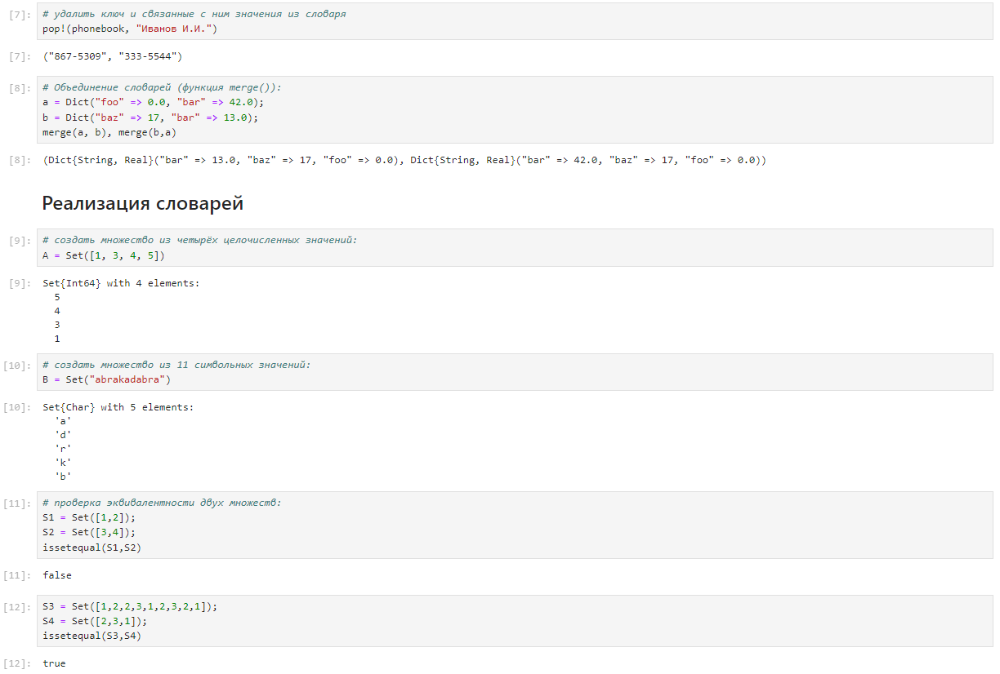 [7]: # удалить ключ и связанные с ним значения из словаря
pop!(phonebook, "Иванов И.И.")
[7]: ("867-5309", "333-5544")
[8]: # Объединение словарей (функция merge()):
a = Dict("foo" => 0.0, "bar" => 42.0);
b = Dict("baz" => 17, "bar" => 13.0);
merge(a, b), merge(b,a)
[8]: (Dict{String, Real}("bar" => 13.0, "baz" => 17, "foo" => 0.0), Dict{String, Real}("bar" => 42.0, "baz" => 17, "foo" => 0.0))
Реализация словарей
[9]: # создать множество из четырёх целочисленных значений:
A = Set([1, 3, 4, 5])
[9]: Set{Int64} with 4 elements:
5
4
3
1
[10]: # создать множество из 11 символьных значений:
B = Set("abrakadabra")
[10]: Set{Char} with 5 elements:
'a'
'd'
'r'
'k'
'b'
[11]: # проверка эквивалентности двух множеств:
S1 = Set([1,2]);
S2 = Set([3,4]);
issetequal(S1,S2)
[11]: false
[12]: S3 = Set([1,2,2,3,1,2,3,2,1]);
S4 = Set([2,3,1]);
issetequal(S3,S4)
[12]: true